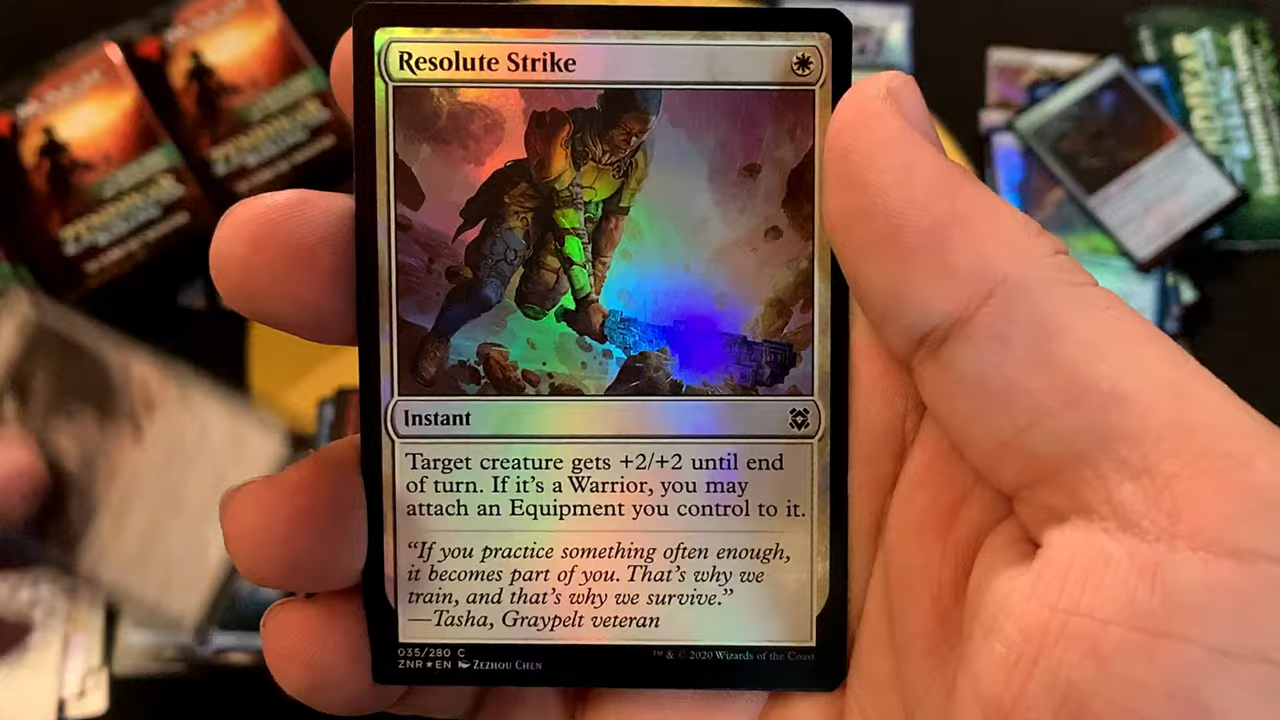 Resolute Strike
Instant
Target creature gets +2/+2 until end
of turn. If it's a Warrior, you may
attach an Equipment you control to it.
“If you practice something often enough,
it becomes part of you. That's why we
train, and that's why we survive.”
—Tasha, Graypelt veteran
035/280 C
ZNR★EN Zezhou Chen
™ & © 2020 Wizards of the Coast